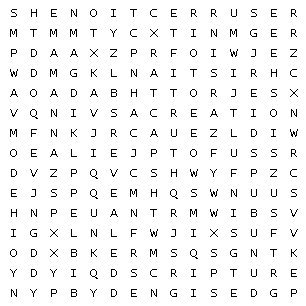 S H E N O I T C E R R U S E R
M T M M T Y C X T I N M G E R
P D A A X Z P R F O I W J E Z
W D M G K L N A I T S I R H C
A O A D A B H T T O R J E S X
V Q N I V S A C R E A T I O N
M F N K J R C A U E Z L D I W
O E A L I E J P T O F U S S R
D V Z P Q V C S H W Y F P Z C
E J S P Q E M H Q S W N U U S
H N P E U A N T R M W I B S V
I G X L N L F W J I X S U F V
O D X B K E R M S Q S G N T K
Y D Y I Q D S C R I P T U R E
N Y P B Y D E N G I S E D G P